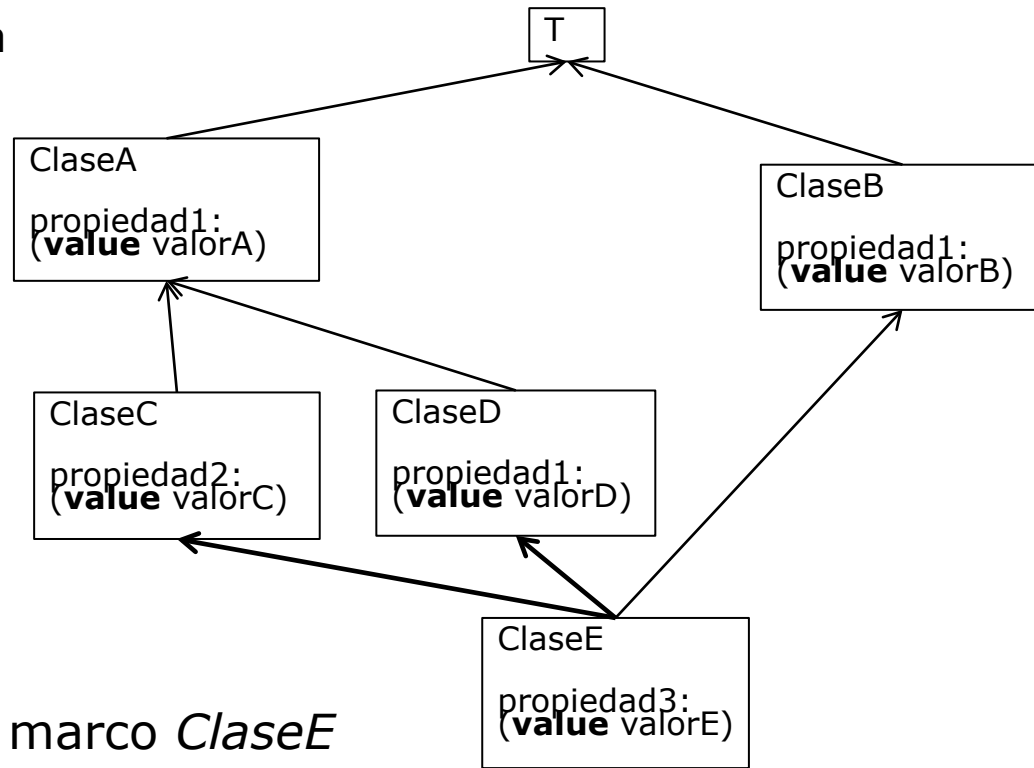 T
ClaseA
propiedad1:
(value valorA)
ClaseB
propiedad1:
(value valorB)
ClaseC
propiedad2:
(value valorC)
ClaseD
propiedad1:
(value valorD)
ClaseE
propiedad3:
(value valorE)
marco ClaseE